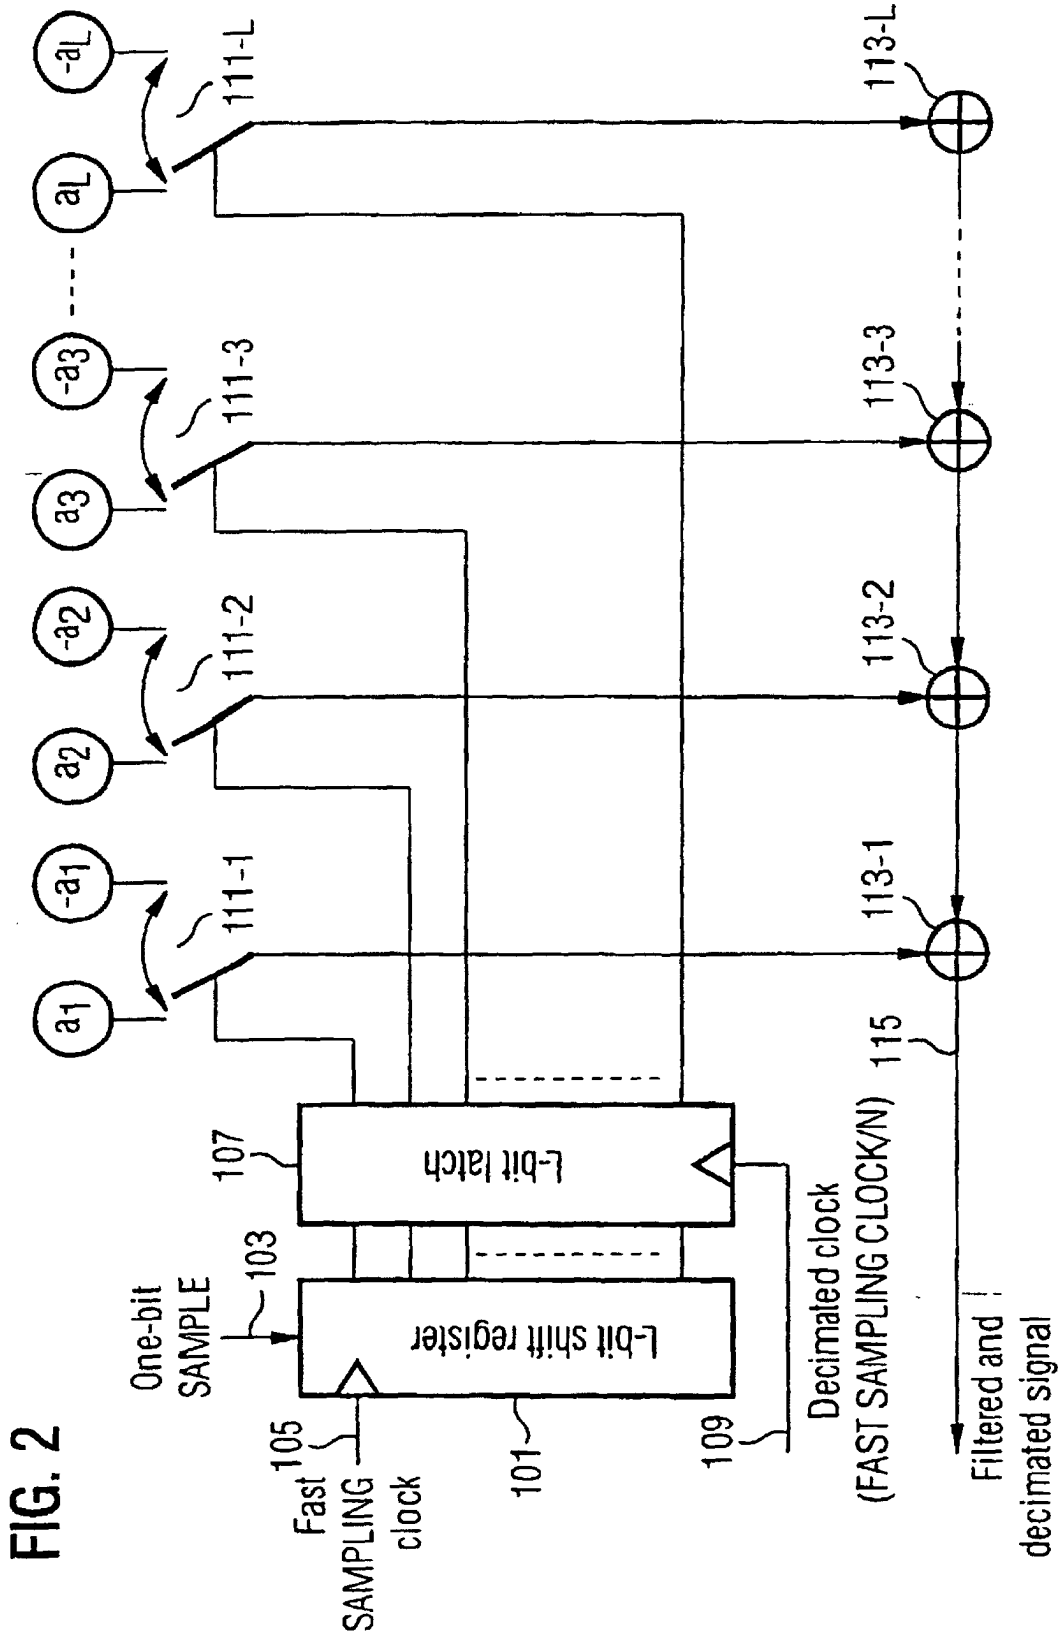 FIG. 2
a1
-a1
a2
-a2
a3
-a3
aL
-aL
111-1
111-2
111-3
111-L
One-bit
SAMPLE
103
107
105
Fast
SAMPLING
clock
L-bit shift register
L-bit latch
101
109
Decimated clock
(FAST SAMPLING CLOCK/N)
113-1
113-2
113-3
113-L
115
Filtered and
decimated signal